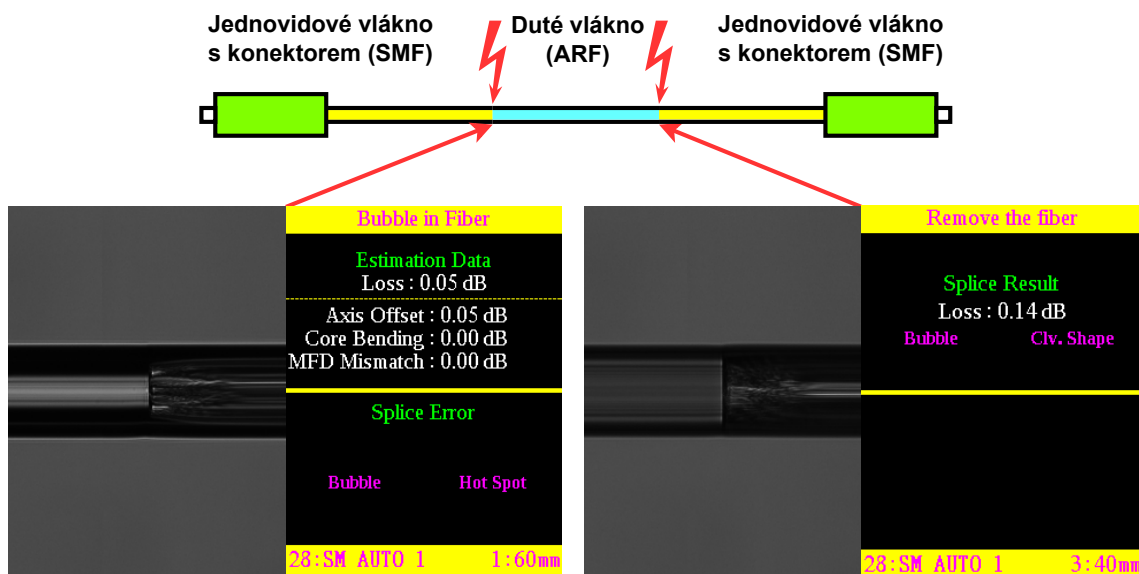 Jednovidové vlákno
s konektorem (SMF)
Duté vlákno
(ARF)
Jednovidové vlákno
s konektorem (SMF)
Bubble in Fiber
Estimation Data
Loss : 0.05 dB
Axis Offset : 0.05 dB
Core Bending : 0.00 dB
MFD Mismatch : 0.00 dB
Splice Error
Bubble Hot Spot
28:SM AUTO 1 1:60mm
Remove the fiber
Splice Result
Loss : 0.14 dB
Bubble Clv. Shape
28:SM AUTO 1 3:40mm